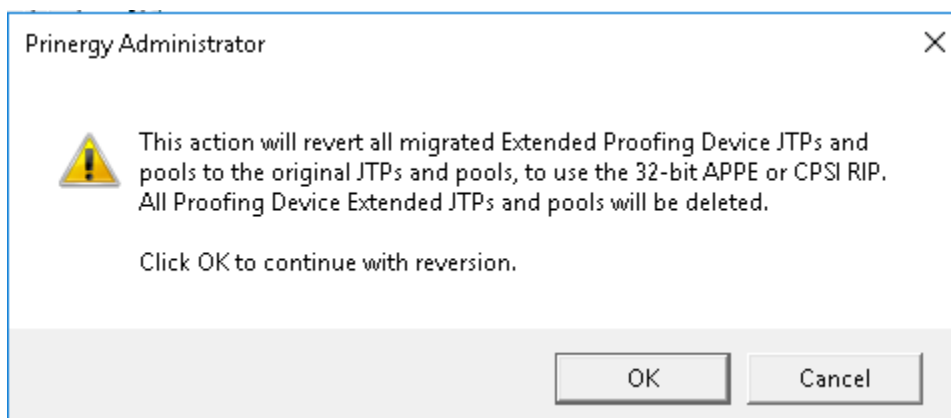 Prinergy Administrator
This action will revert all migrated Extended Proofing Device JTPs and
pools to the original JTPs and pools, to use the 32-bit APPE or CPSI RIP.
All Proofing Device Extended JTPs and pools will be deleted.
Click OK to continue with reversion.
OK
Cancel